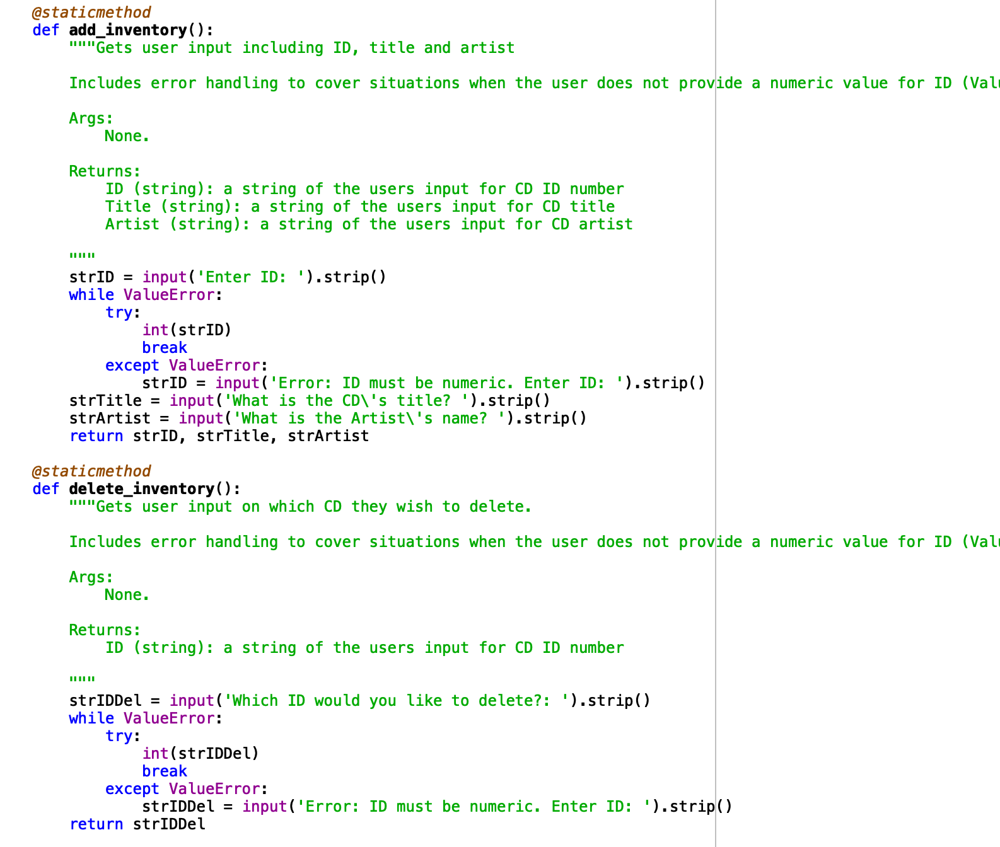 @staticmethod
def add_inventory():
"""Gets user input including ID, title and artist
Includes error handling to cover situations when the user does not provide a numeric value for ID (Valu
Args:
None.
Returns:
ID (string): a string of the users input for CD ID number
Title (string): a string of the users input for CD title
Artist (string): a string of the users input for CD artist
"""
strID = input('Enter ID: ').strip()
while ValueError:
try:
int(strID)
break
except ValueError:
strID = input('Error: ID must be numeric. Enter ID: ').strip()
strTitle = input('What is the CD\'s title? ').strip()
strArtist = input('What is the Artist\'s name? ').strip()
return strID, strTitle, strArtist
@staticmethod
def delete_inventory():
"""Gets user input on which CD they wish to delete.
Includes error handling to cover situations when the user does not provide a numeric value for ID (Valu
Args:
None.
Returns:
ID (string): a string of the users input for CD ID number
"""
strIDDel = input('Which ID would you like to delete?: ').strip()
while ValueError:
try:
int(strIDDel)
break
except ValueError:
strIDDel = input('Error: ID must be numeric. Enter ID: ').strip()
return strIDDel